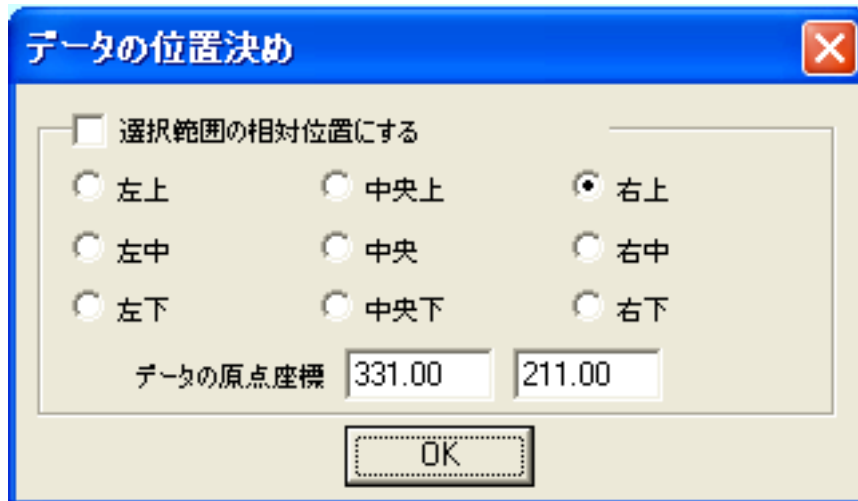 データの位置決め
選択範囲の相対位置にする
左上 中央上 右上
左中 中央 右中
左下 中央下 右下
データの原点座標 331.00 211.00
OK